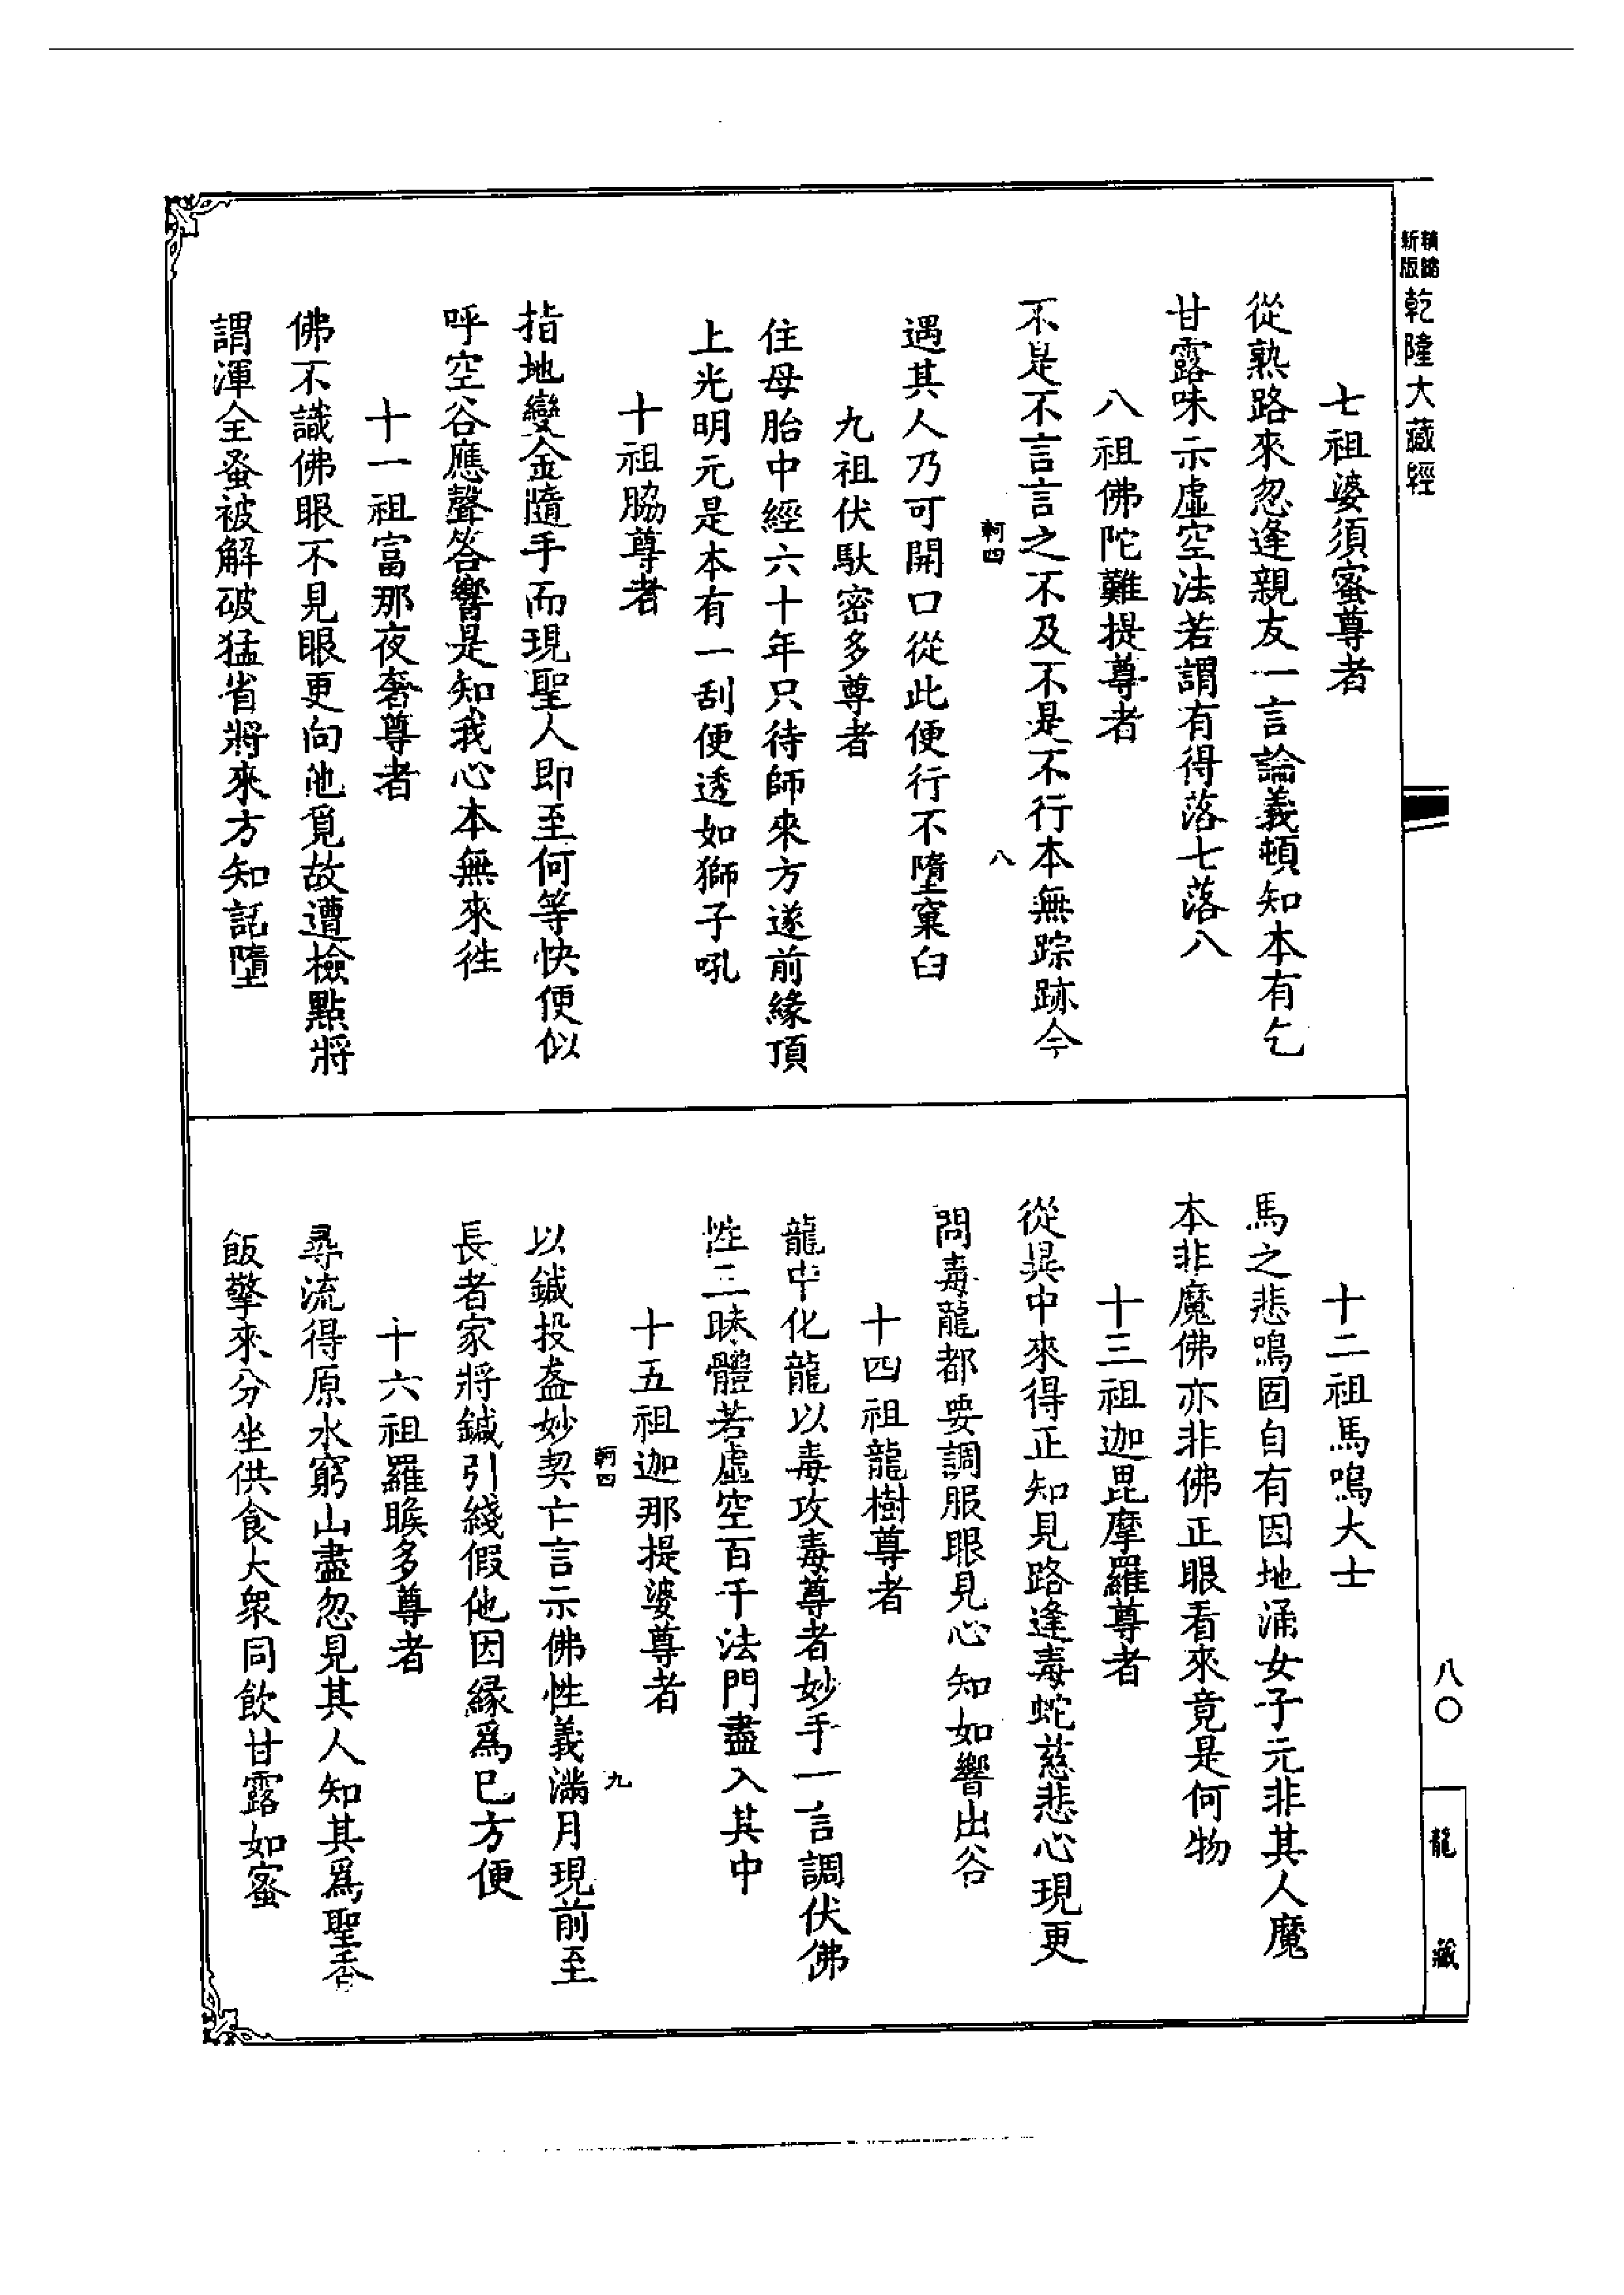 新版 精縮 乾隆大藏經
七祖婆須蜜尊者
從熟路來忽逢親友一言論義頓知本有乞
甘露味示虛空法若謂有得落七落八
八祖佛陀難提尊者
不是不言言之不及不是不行本無踪跡今
軻四 八
遇其人乃可開口從此便行不墮窠臼
九祖伏馱密多尊者
住母胎中經六十年只待師來方遂前緣頂
上光明元是本有一刮便透如獅子吼
十祖脇尊者
指地變金隨手而現聖人即至何等快便似
呼空谷應聲答響是知我心本無來往
十一祖富那夜奢尊者
佛不識佛眼不見眼更向他覓故遭檢點將
謂渾全蚤被解破猛省將來方知話墮
十二祖馬鳴大士
馬之悲鳴固自有因地涌女子元非其人魔
本非魔佛亦非佛正眼看來竟是何物
十三祖迦毘摩羅尊者
從異中來得正知見路逢毒蛇慈悲心現更
問毒龍都要調服眼見心知如響出谷
十四祖龍樹尊者
龍中化龍以毒攻毒尊者妙手一言調伏佛
性三昧體若虛空百千法門盡入其中
十五祖迦那提婆尊者
軻四 九
以鍼投盋妙契亡言示佛性義滿月現前至
長者家將鍼引綫假他因緣爲已方便
十六祖羅睺多尊者
尋流得原水窮山盡忽見其人知其爲聖香
飯擎來分坐供食大衆同飲甘露如蜜
八〇
龍藏